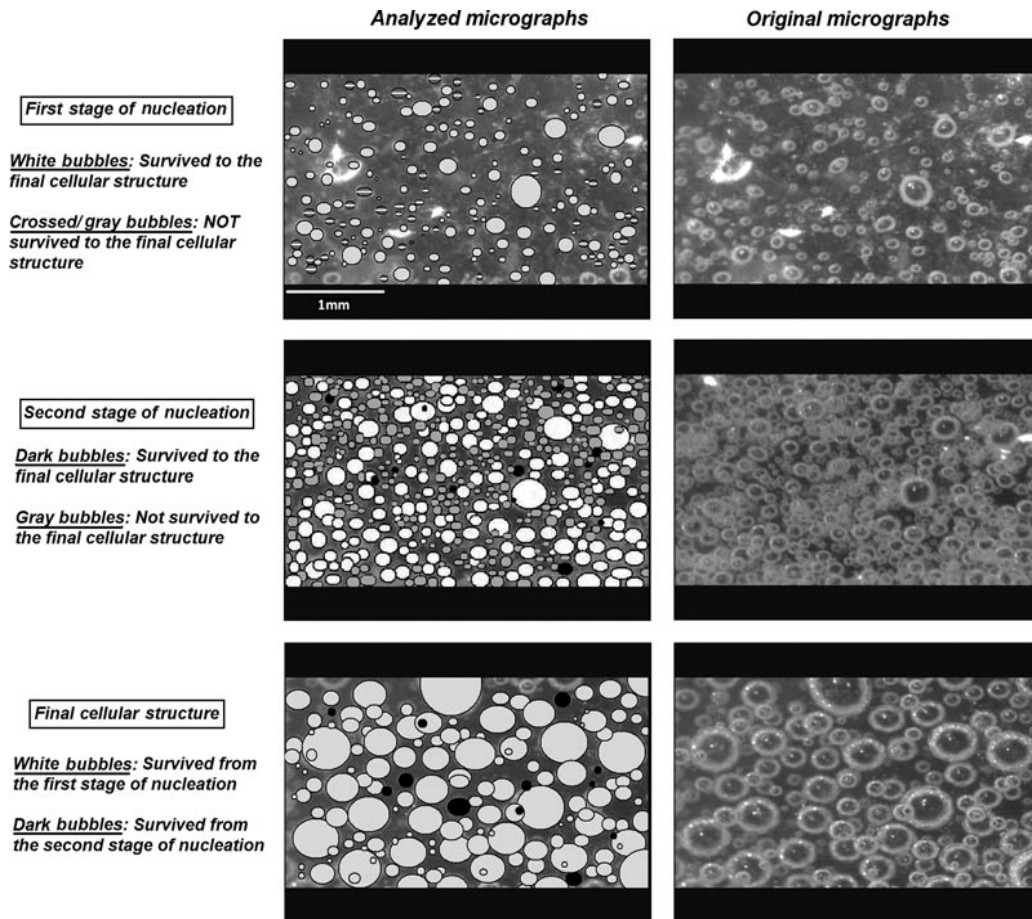 Analyzed micrographs
Original micrographs
First stage of nucleation
White bubbles: Survived to the
final cellular structure
Crossed/gray bubbles: NOT
survived to the final cellular
structure
1mm
Second stage of nucleation
Dark bubbles: Survived to the
final cellular structure
Gray bubbles: Not survived to
the final cellular structure
Final cellular structure
White bubbles: Survived from
the first stage of nucleation
Dark bubbles: Survived from
the second stage of nucleation